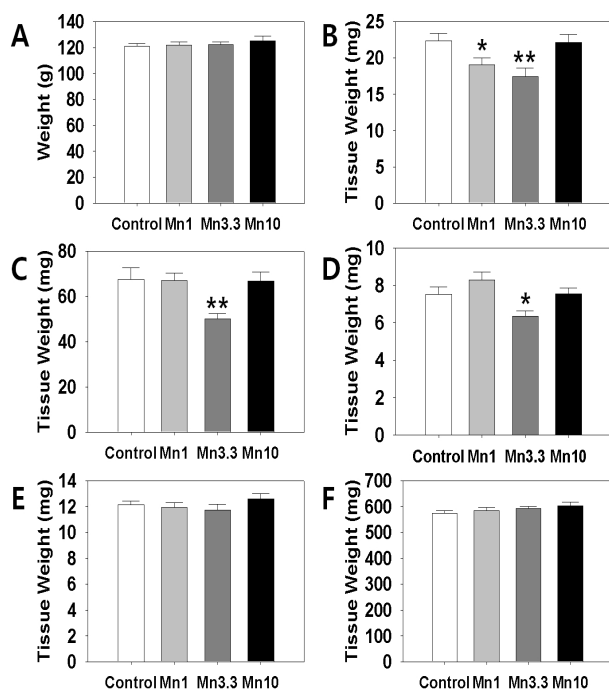 A
Weight (g)
140
120
100
80
60
40
20
0
Control Mn1 Mn3.3 Mn10
B
Tissue Weight (mg)
25
20
15
10
5
0
* **
Control Mn1 Mn3.3 Mn10
C
Tissue Weight (mg)
80
60
40
20
0
**
Control Mn1 Mn3.3 Mn10
D
Tissue Weight (mg)
8
6
4
2
0
*
Control Mn1 Mn3.3 Mn10
E
Tissue Weight (mg)
14
12
10
8
6
4
2
0
Control Mn1 Mn3.3 Mn10
F
Tissue Weight (mg)
700
600
500
400
300
200
100
0
Control Mn1 Mn3.3 Mn10